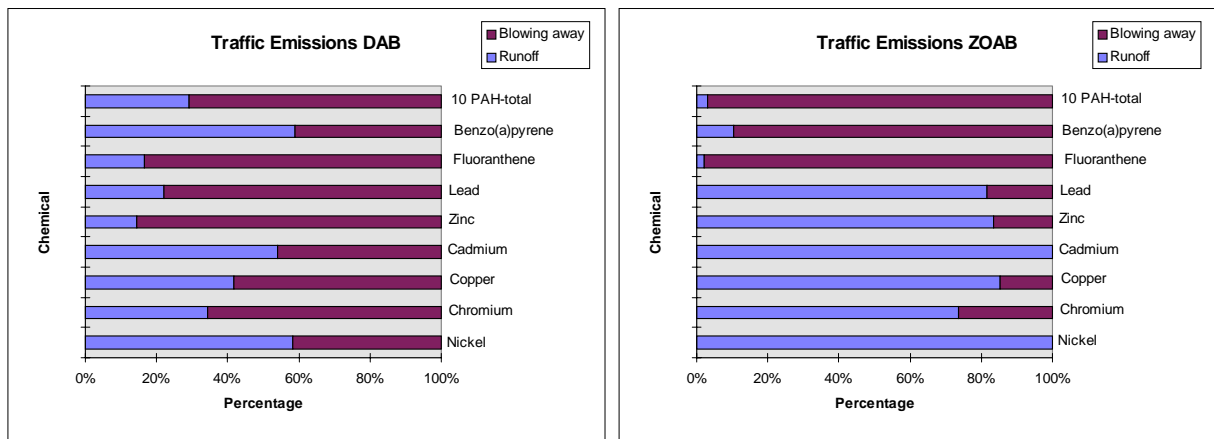 Traffic Emissions DAB
Blowing away
Runoff
Chemical
10 PAH-total
Benzo(a)pyrene
Fluoranthene
Lead
Zinc
Cadmium
Copper
Chromium
Nickel
0% 20% 40% 60% 80% 100%
Percentage
Traffic Emissions ZOAB
Blowing away
Runoff
Chemical
10 PAH-total
Benzo(a)pyrene
Fluoranthene
Lead
Zinc
Cadmium
Copper
Chromium
Nickel
0% 20% 40% 60% 80% 100%
Percentage